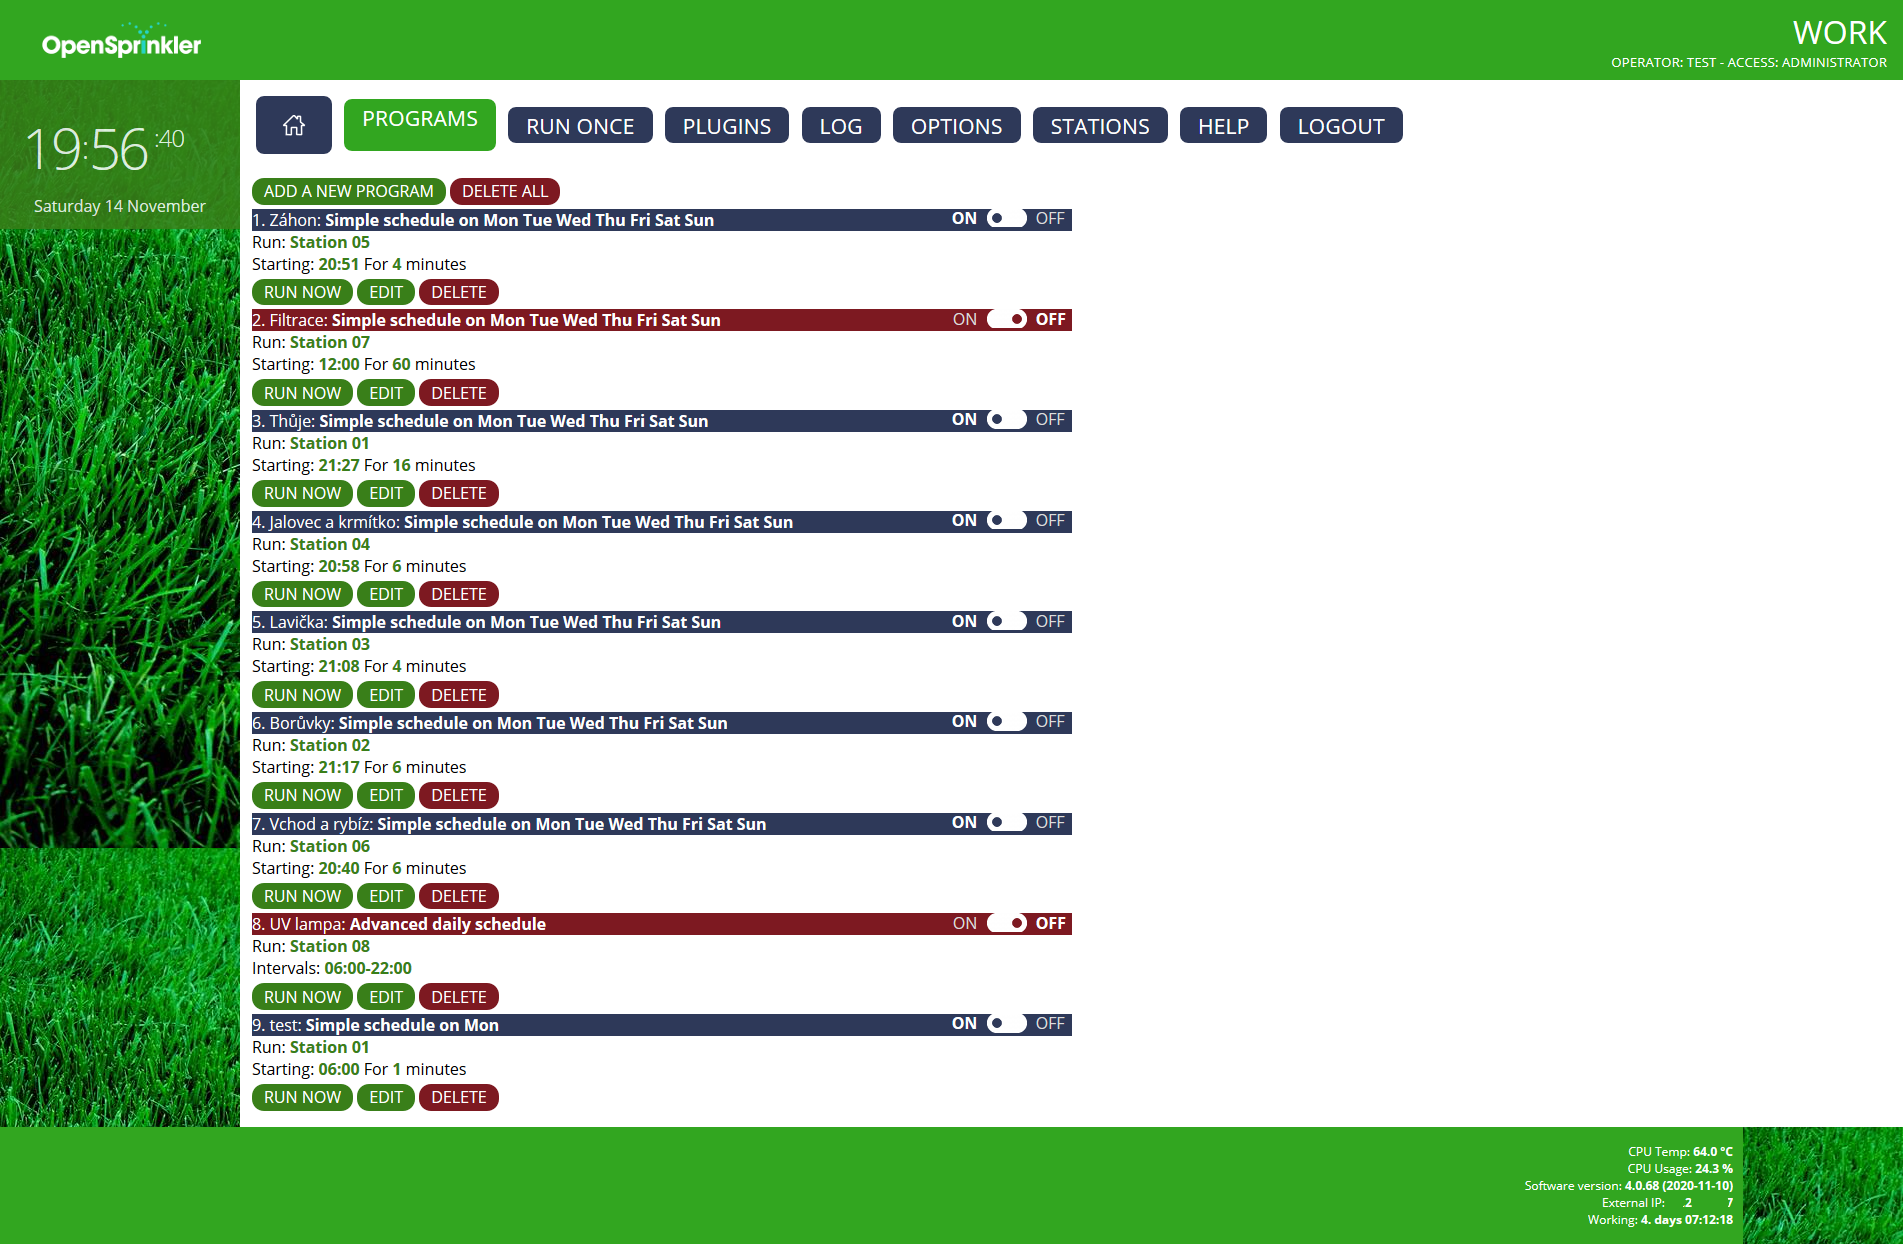 OpenSprinkler
WORK
OPERATOR: TEST - ACCESS: ADMINISTRATOR
19:56 :40
Saturday 14 November
PROGRAMS RUN ONCE PLUGINS LOG OPTIONS STATIONS HELP LOGOUT
ADD A NEW PROGRAM DELETE ALL
1. Záhon: Simple schedule on Mon Tue Wed Thu Fri Sat Sun ON OFF
Run: Station 05
Starting: 20:51 For 4 minutes
RUN NOW EDIT DELETE
2. Filtrace: Simple schedule on Mon Tue Wed Thu Fri Sat Sun ON OFF
Run: Station 07
Starting: 12:00 For 60 minutes
RUN NOW EDIT DELETE
3. Thůje: Simple schedule on Mon Tue Wed Thu Fri Sat Sun ON OFF
Run: Station 01
Starting: 21:27 For 16 minutes
RUN NOW EDIT DELETE
4. Jalovec a krmítko: Simple schedule on Mon Tue Wed Thu Fri Sat Sun ON OFF
Run: Station 04
Starting: 20:58 For 6 minutes
RUN NOW EDIT DELETE
5. Lavička: Simple schedule on Mon Tue Wed Thu Fri Sat Sun ON OFF
Run: Station 03
Starting: 21:08 For 4 minutes
RUN NOW EDIT DELETE
6. Borůvky: Simple schedule on Mon Tue Wed Thu Fri Sat Sun ON OFF
Run: Station 02
Starting: 21:17 For 6 minutes
RUN NOW EDIT DELETE
7. Vchod a rybíz: Simple schedule on Mon Tue Wed Thu Fri Sat Sun ON OFF
Run: Station 06
Starting: 20:40 For 6 minutes
RUN NOW EDIT DELETE
8. UV lampa: Advanced daily schedule ON OFF
Run: Station 08
Intervals: 06:00-22:00
RUN NOW EDIT DELETE
9. test: Simple schedule on Mon ON OFF
Run: Station 01
Starting: 06:00 For 1 minutes
RUN NOW EDIT DELETE
CPU Temp: 64.0 °C
CPU Usage: 24.3 %
Software version: 4.0.68 (2020-11-10)
External IP: .2 7
Working: 4. days 07:12:18